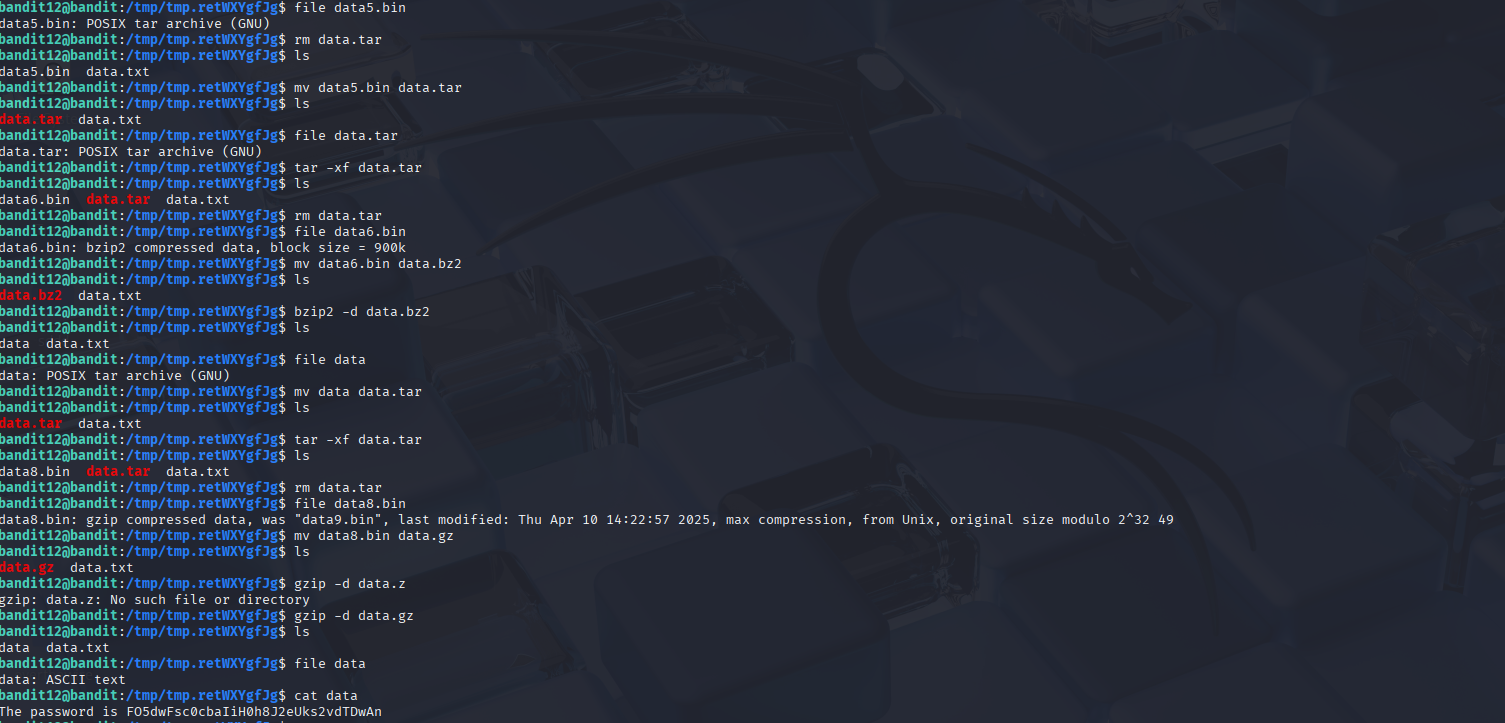 bandit12@bandit:/tmp/tmp.retWXYgfJg$ file data5.bin
data5.bin: POSIX tar archive (GNU)
bandit12@bandit:/tmp/tmp.retWXYgfJg$ rm data.tar
bandit12@bandit:/tmp/tmp.retWXYgfJg$ ls
data5.bin  data.txt
bandit12@bandit:/tmp/tmp.retWXYgfJg$ mv data5.bin data.tar
bandit12@bandit:/tmp/tmp.retWXYgfJg$ ls
data.tar  data.txt
bandit12@bandit:/tmp/tmp.retWXYgfJg$ file data.tar
data.tar: POSIX tar archive (GNU)
bandit12@bandit:/tmp/tmp.retWXYgfJg$ tar -xf data.tar
bandit12@bandit:/tmp/tmp.retWXYgfJg$ ls
data6.bin  data.tar  data.txt
bandit12@bandit:/tmp/tmp.retWXYgfJg$ rm data.tar
bandit12@bandit:/tmp/tmp.retWXYgfJg$ file data6.bin
data6.bin: bzip2 compressed data, block size = 900k
bandit12@bandit:/tmp/tmp.retWXYgfJg$ mv data6.bin data.bz2
bandit12@bandit:/tmp/tmp.retWXYgfJg$ ls
data.bz2  data.txt
bandit12@bandit:/tmp/tmp.retWXYgfJg$ bzip2 -d data.bz2
bandit12@bandit:/tmp/tmp.retWXYgfJg$ ls
data  data.txt
bandit12@bandit:/tmp/tmp.retWXYgfJg$ file data
data: POSIX tar archive (GNU)
bandit12@bandit:/tmp/tmp.retWXYgfJg$ mv data data.tar
bandit12@bandit:/tmp/tmp.retWXYgfJg$ ls
data.tar  data.txt
bandit12@bandit:/tmp/tmp.retWXYgfJg$ tar -xf data.tar
bandit12@bandit:/tmp/tmp.retWXYgfJg$ ls
data8.bin  data.tar  data.txt
bandit12@bandit:/tmp/tmp.retWXYgfJg$ rm data.tar
bandit12@bandit:/tmp/tmp.retWXYgfJg$ file data8.bin
data8.bin: gzip compressed data, was "data9.bin", last modified: Thu Apr 10 14:22:57 2025, max compression, from Unix, original size modulo 2^32 49
bandit12@bandit:/tmp/tmp.retWXYgfJg$ mv data8.bin data.gz
bandit12@bandit:/tmp/tmp.retWXYgfJg$ ls
data.gz  data.txt
bandit12@bandit:/tmp/tmp.retWXYgfJg$ gzip -d data.z
gzip: data.z: No such file or directory
bandit12@bandit:/tmp/tmp.retWXYgfJg$ gzip -d data.gz
bandit12@bandit:/tmp/tmp.retWXYgfJg$ ls
data  data.txt
bandit12@bandit:/tmp/tmp.retWXYgfJg$ file data
data: ASCII text
bandit12@bandit:/tmp/tmp.retWXYgfJg$ cat data
The password is FO5dwFsc0cbaIiH0h8J2eUks2vdTDwAn